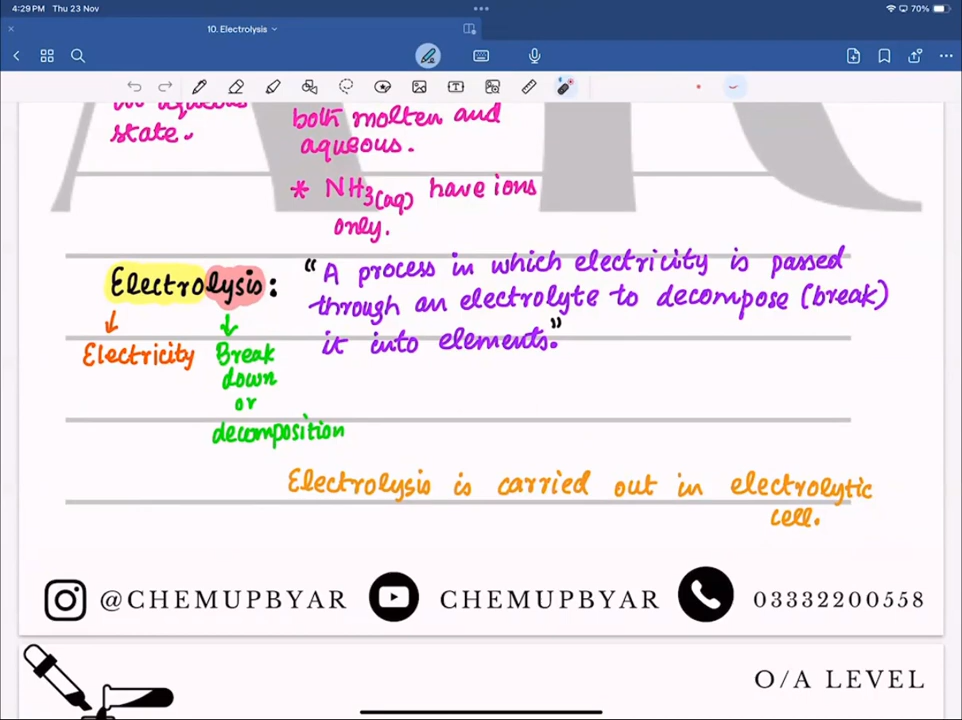 4:29 PM Thu 23 Nov
70%
10. Electrolysis
in aqueous
state.
both molten and
aqueous.
* NH3(aq) have ions
only.
Electrolysis:
Electricity
Break
down
or
decomposition
"A process in which electricity is passed
through an electrolyte to decompose (break)
it into elements."
Electrolysis is carried out in electrolytic
cell.
@CHEMUPBYAR
CHEMUPBYAR
03332200558
O/A LEVEL